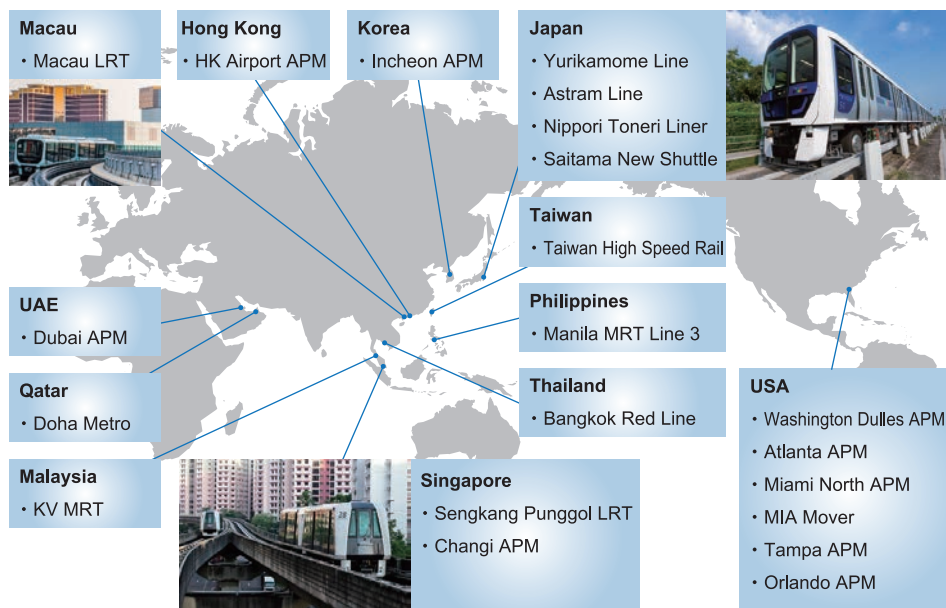 Macau
・Macau LRT
Hong Kong
・HK Airport APM
Korea
・Incheon APM
Japan
・Yurikamome Line
・Astram Line
・Nippori Toneri Liner
・Saitama New Shuttle
Taiwan
・Taiwan High Speed Rail
UAE
・Dubai APM
Philippines
・Manila MRT Line 3
Qatar
・Doha Metro
Thailand
・Bangkok Red Line
USA
・Washington Dulles APM
・Atlanta APM
・Miami North APM
・MIA Mover
・Tampa APM
・Orlando APM
Malaysia
・KV MRT
Singapore
・Sengkang Punggol LRT
・Changi APM